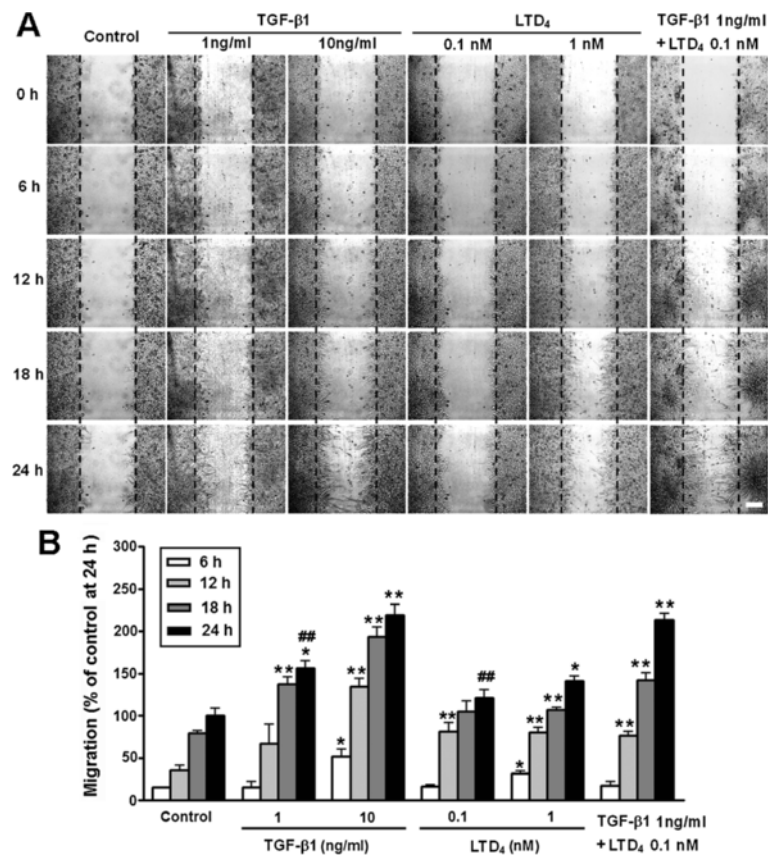 A
Control
TGF-β1
LTD₄
TGF-β1 1ng/ml
+ LTD₄ 0.1 nM
1ng/ml
10ng/ml
0.1 nM
1 nM
0 h
6 h
12 h
18 h
24 h
B
Migration (% of control at 24 h)
300
250
200
150
100
50
0
6 h
12 h
18 h
24 h
##
*
**
**
**
**
*
##
**
*
**
**
*
**
**
**
Control
1
10
TGF-β1 (ng/ml)
0.1
1
LTD₄ (nM)
TGF-β1 1ng/ml
+ LTD₄ 0.1 nM